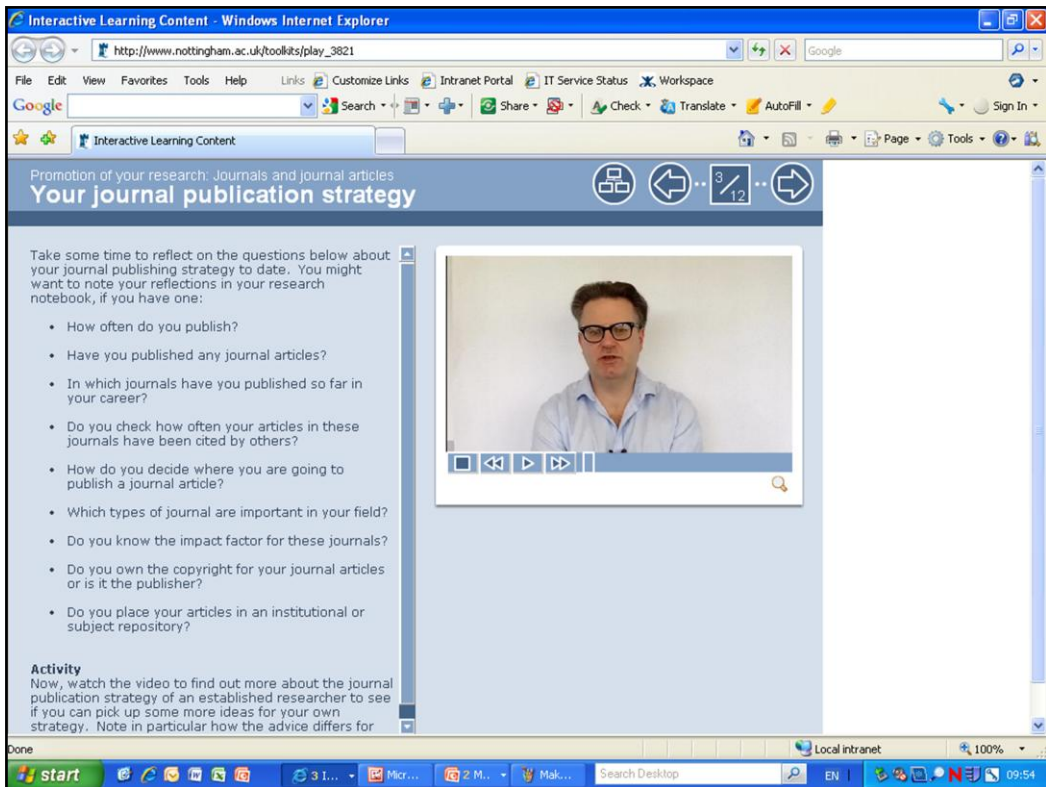 Interactive Learning Content - Windows Internet Explorer
http://www.nottingham.ac.uk/toolkits/play_3821
Google
File Edit View Favorites Tools Help Links Customize Links Intranet Portal IT Service Status Workspace
Google Search Share Check Translate AutoFill Sign In
Interactive Learning Content Page Tools
Promotion of your research: Journals and journal articles
Your journal publication strategy
3/12
Take some time to reflect on the questions below about
your journal publishing strategy to date. You might
want to note your reflections in your research
notebook, if you have one:
• How often do you publish?
• Have you published any journal articles?
• In which journals have you published so far in
your career?
• Do you check how often your articles in these
journals have been cited by others?
• How do you decide where you are going to
publish a journal article?
• Which types of journal are important in your field?
• Do you know the impact factor for these journals?
• Do you own the copyright for your journal articles
or is it the publisher?
• Do you place your articles in an institutional or
subject repository?
Activity
Now, watch the video to find out more about the journal
publication strategy of an established researcher to see
if you can pick up some more ideas for your own
strategy. Note in particular how the advice differs for
Done Local intranet 100%
start 3 I... Micr... 2 M.. Mak... Search Desktop EN 09:54